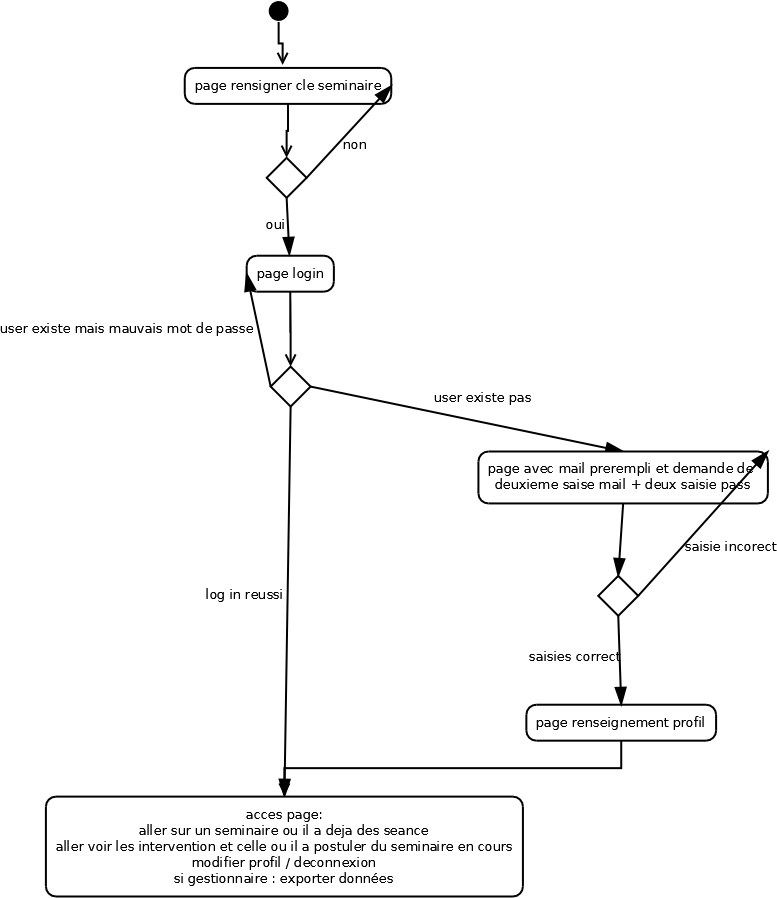 page rensigner cle seminaire
non
oui
page login
user existe mais mauvais mot de passe
user existe pas
page avec mail prerempli et demande de
deuxieme saise mail + deux saisie pass
saisie incorect
log in reussi
saisies correct
page renseignement profil
acces page:
aller sur un seminaire ou il a deja des seance
aller voir les intervention et celle ou il a postuler du seminaire en cours
modifier profil / deconnexion
si gestionnaire : exporter données